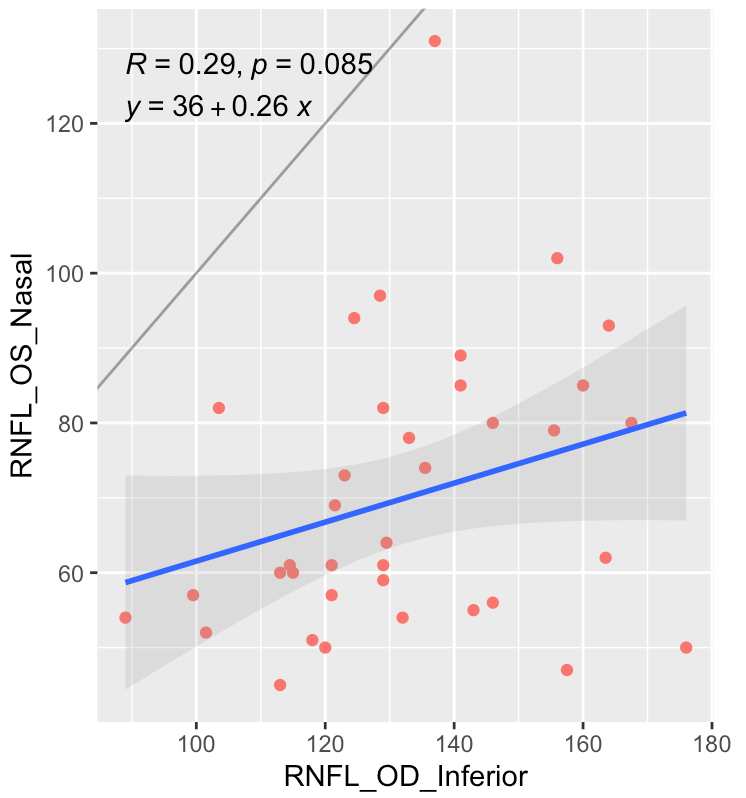 R = 0.29, p = 0.085
y = 36 + 0.26 x
120
100
80
60
RNFL_OS_Nasal
100 120 140 160 180
RNFL_OD_Inferior